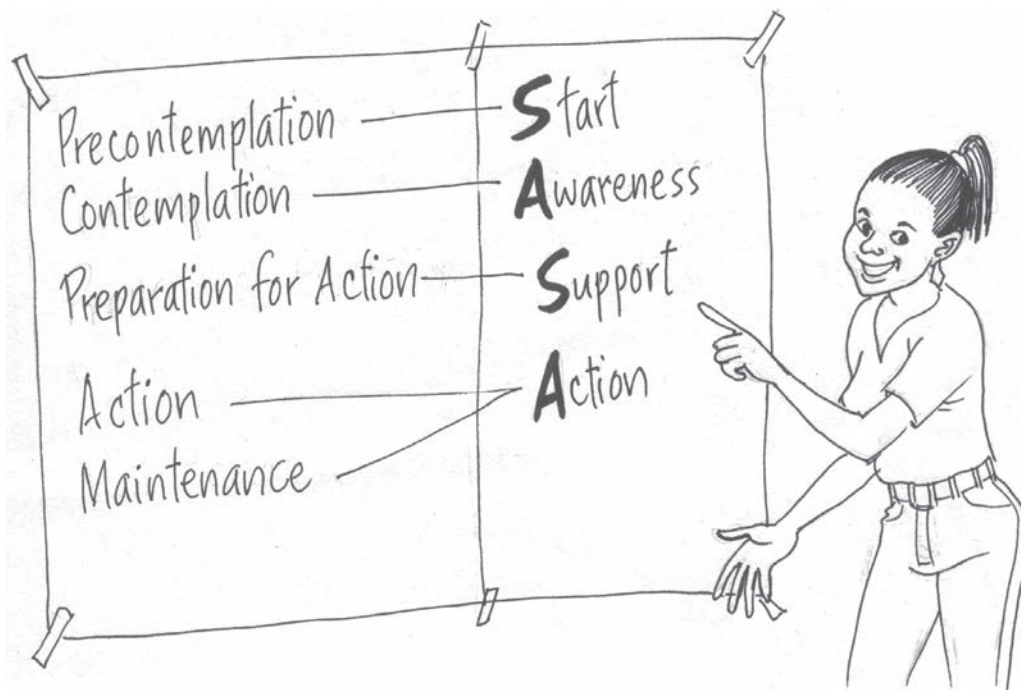 Precontemplation Start
Contemplation Awareness
Preparation for Action Support
Action Action
Maintenance